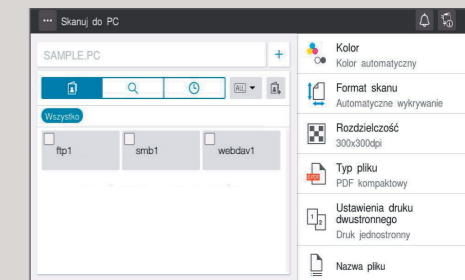 Skanuj do PC
SAMPLE.PC
+
ALL
Wszystko
ftp1
smb1
webdav1
Kolor
Kolor automatyczny
Format skanu
Automatyczne wykrywanie
Rozdzielczość
300x300dpi
Typ pliku
PDF kompaktowy
Ustawienia druku
dwustronnego
Druk jednostronny
Nazwa pliku